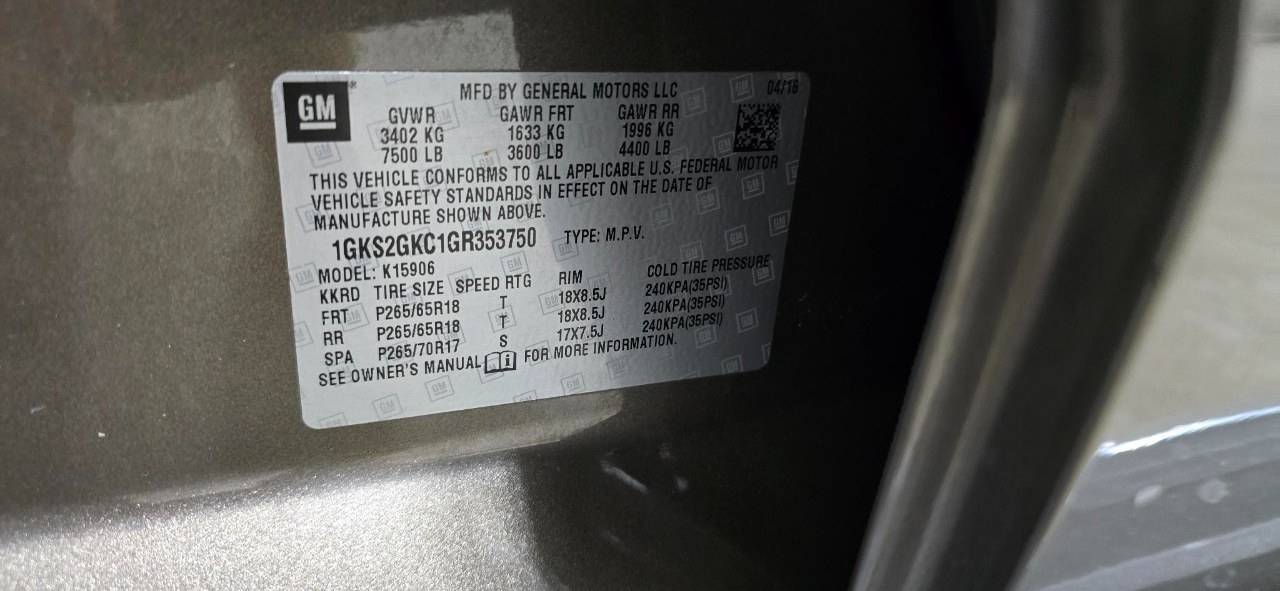 GM
MFD BY GENERAL MOTORS LLC 04/16
GVWR GAWR FRT GAWR RR
3402 KG 1633 KG 1996 KG
7500 LB 3600 LB 4400 LB
THIS VEHICLE CONFORMS TO ALL APPLICABLE U.S. FEDERAL MOTOR
VEHICLE SAFETY STANDARDS IN EFFECT ON THE DATE OF
MANUFACTURE SHOWN ABOVE.
1GKS2GKC1GR353750 TYPE: M.P.V.
MODEL: K15906
KKRD TIRE SIZE SPEED RTG RIM COLD TIRE PRESSURE
FRT P265/65R18 T 18X8.5J 240KPA(35PSI)
RR P265/65R18 T 18X8.5J 240KPA(35PSI)
SPA P265/70R17 S 17X7.5J 240KPA(35PSI)
SEE OWNER'S MANUAL FOR MORE INFORMATION.